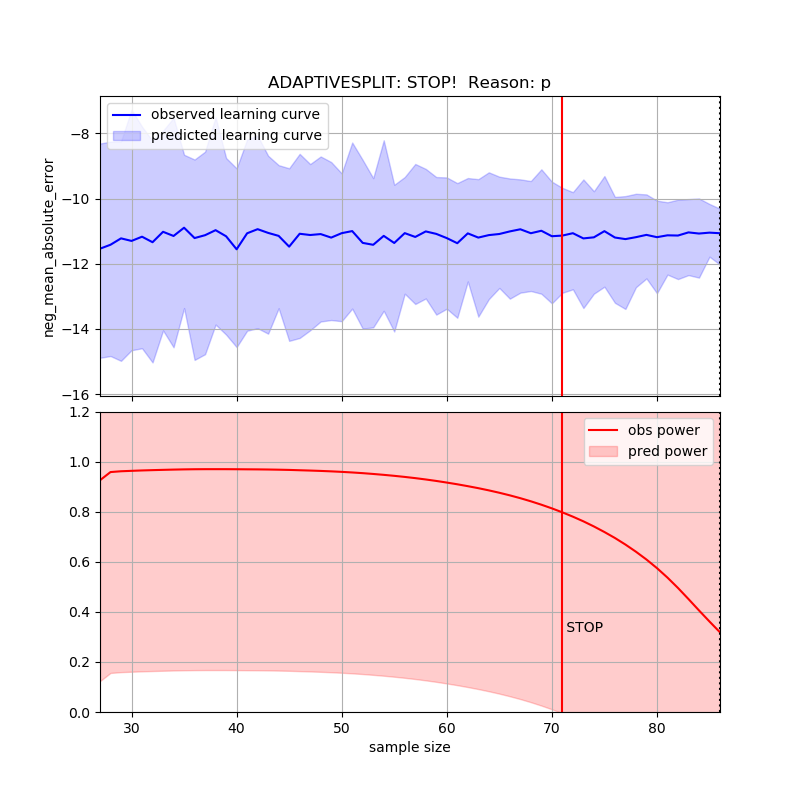 ADAPTIVESPLIT: STOP!  Reason: p
observed learning curve
predicted learning curve
neg_mean_absolute_error
−8
−10
−12
−14
−16
1.2
1.0
0.8
0.6
0.4
0.2
0.0
obs power
pred power
STOP
30 40 50 60 70 80
sample size